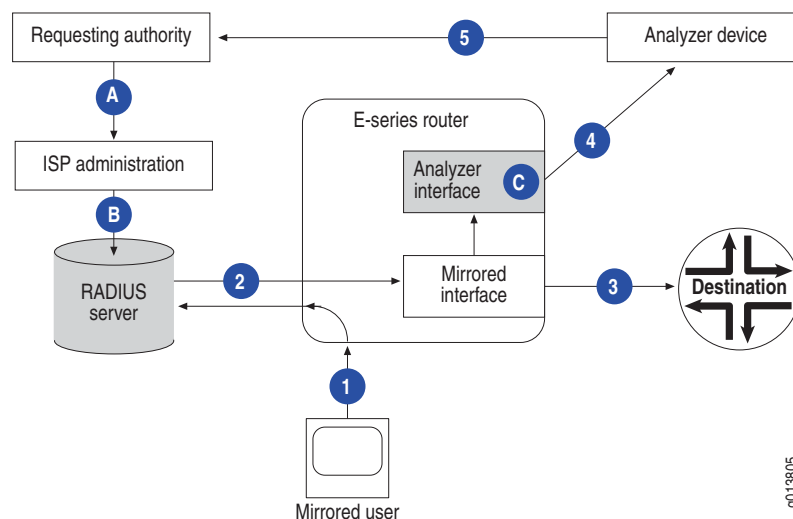 Requesting authority
5
Analyzer device
A
E-series router
4
ISP administration
Analyzer
interface
C
B
RADIUS
server
2
Mirrored
interface
3
Destination
1
Mirrored user
g013805